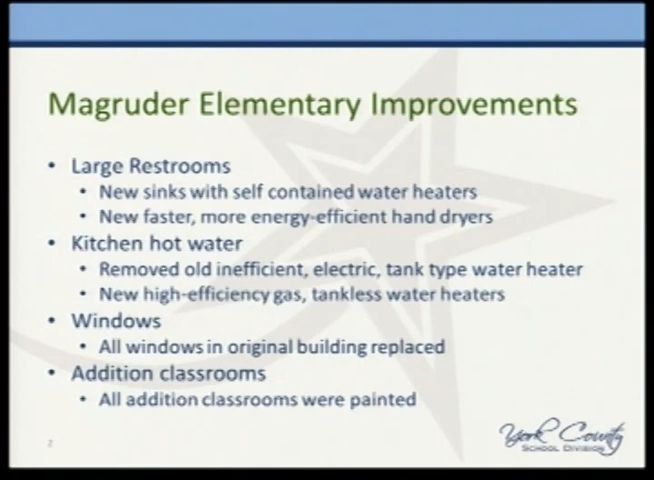 Magruder Elementary Improvements
• Large Restrooms
• New sinks with self contained water heaters
• New faster, more energy-efficient hand dryers
• Kitchen hot water
• Removed old inefficient, electric, tank type water heater
• New high-efficiency gas, tankless water heaters
• Windows
• All windows in original building replaced
• Addition classrooms
• All addition classrooms were painted
2
York County
SCHOOL DIVISION